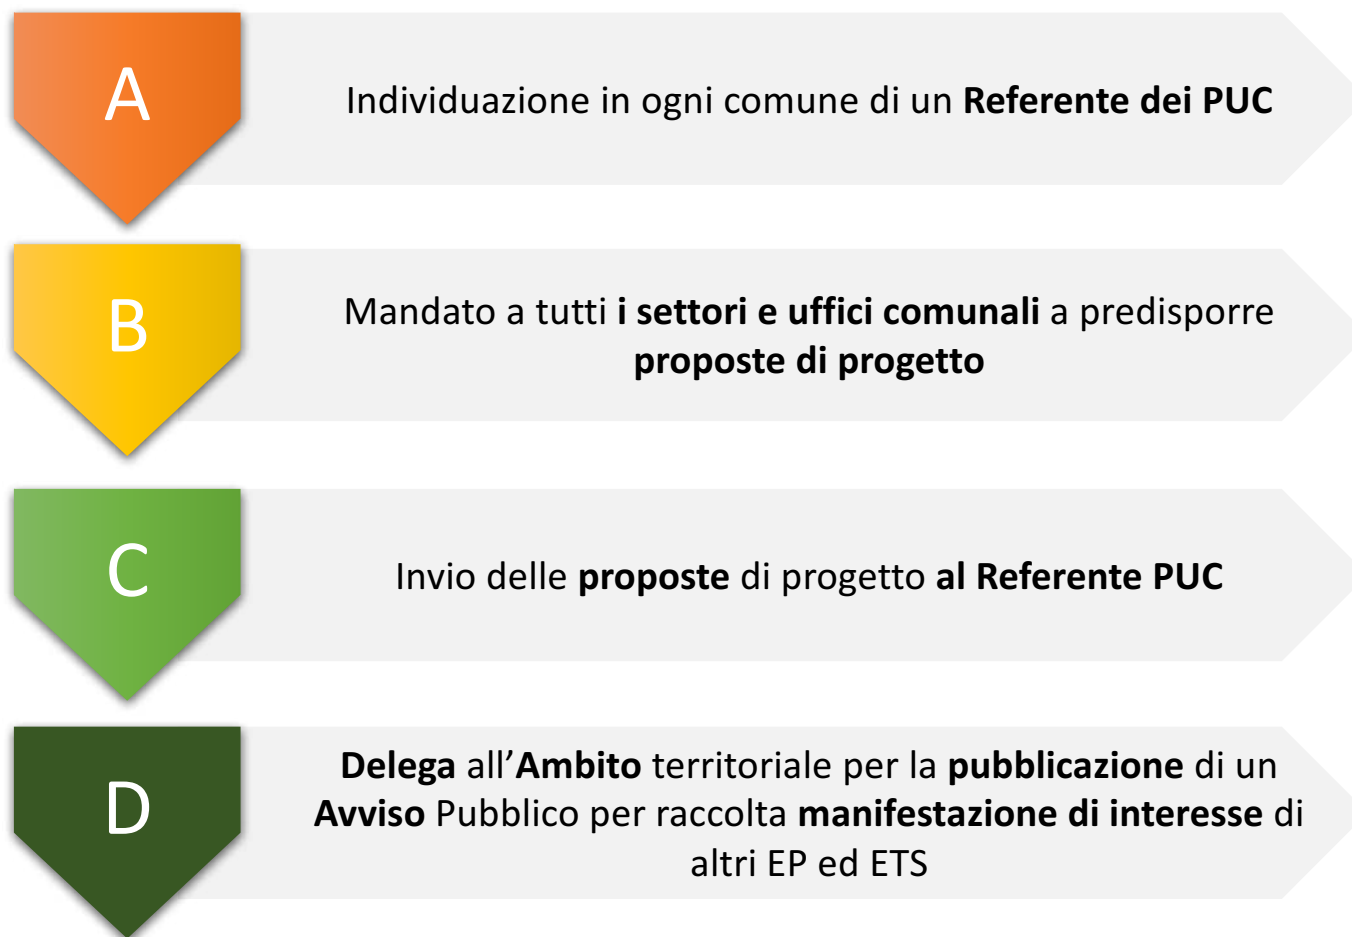 A
Individuazione in ogni comune di un Referente dei PUC
B
Mandato a tutti i settori e uffici comunali a predisporre
proposte di progetto
C
Invio delle proposte di progetto al Referente PUC
D
Delega all’Ambito territoriale per la pubblicazione di un
Avviso Pubblico per raccolta manifestazione di interesse di
altri EP ed ETS